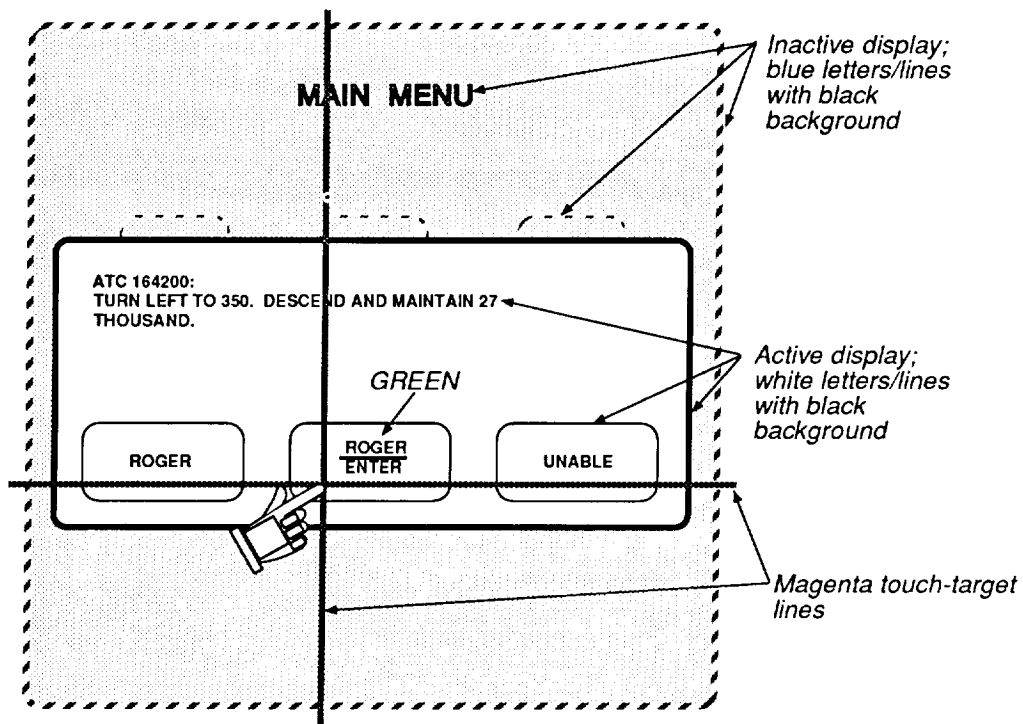 Inactive display;
blue letters/lines
with black
background
MAIN MENU
ATC 164200:
TURN LEFT TO 350. DESCEND AND MAINTAIN 27
THOUSAND.
GREEN
Active display;
white letters/lines
with black
background
ROGER
ROGER
ENTER
UNABLE
Magenta touch-target
lines